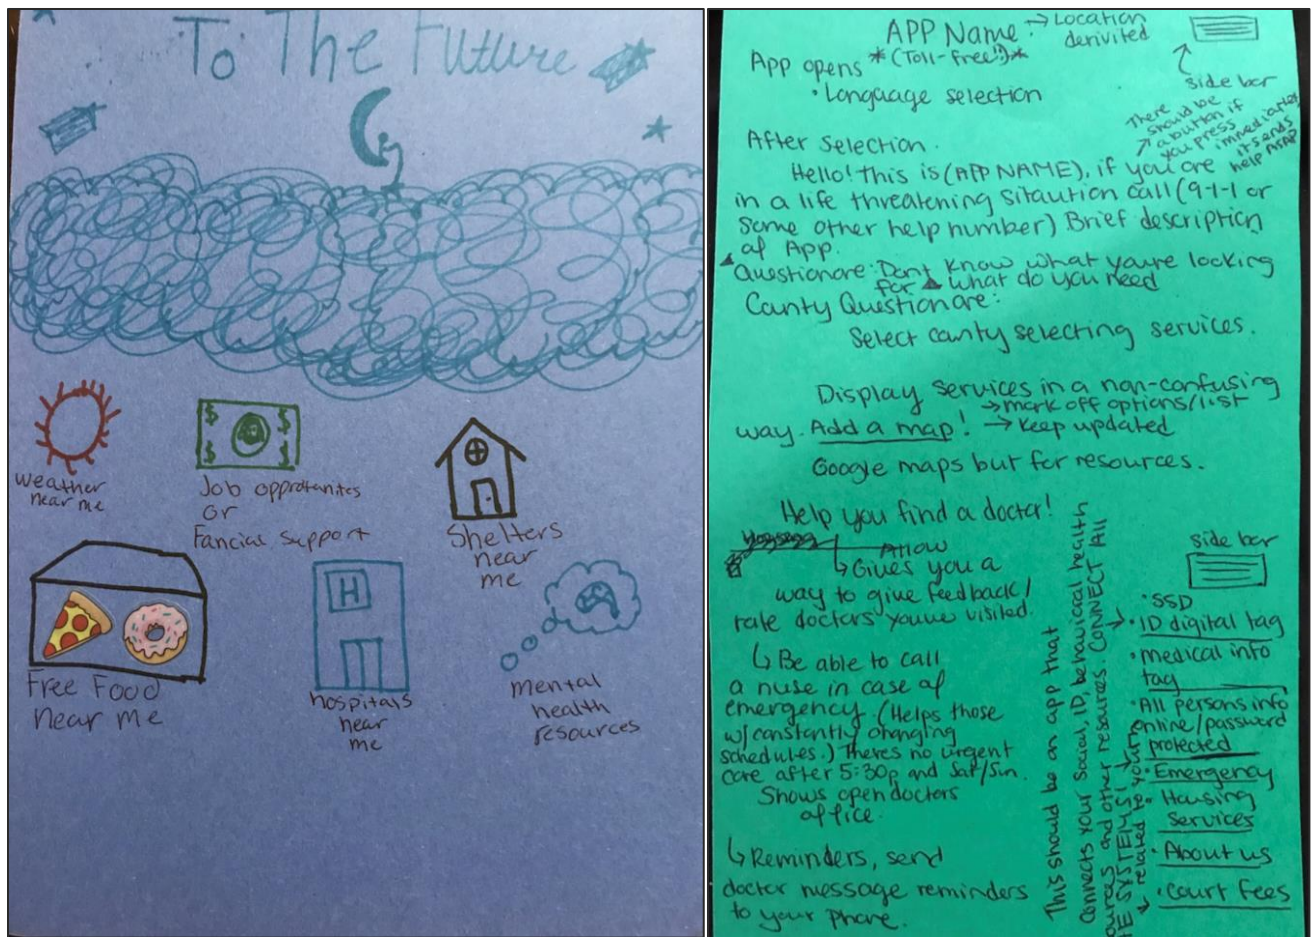 To The Future
weather
near me
$ $
$ $
Job opprotunites
or
Fancial support
Shelters
near
me
Free Food
Near me
H
hospitals
near
me
mental
health
resources
APP Name → Location
derivited
App opens *(Toll-free!)*
• Language selection
side bar
There
should be
a button if
you press
immediatley
it sends
help ASAP
After selection.
Hello! this is (APP NAME), if you are
in a life threatening sitaution call (9-1-1 or
some other help number) Brief description
of App.
Questionore: Dont know what you're looking
for ▲ what do you need
County Questionare:
Select county selecting services.
Display services in a non-confusing
→ mark off options/list
way. Add a map! → Keep updated
Google maps but for resources.
Help you find a doctor!
Allow
↳ Gives you a
way to give feedback/
rate doctors youve visited.
↳ Be able to call
a nuse in case of
emergency (Helps those
w/constantly changing
schedules.) Theres no urgent
care after 5:30p and Sat/Sun.
Shows open doctors
office.
↳ Reminders, send
doctor message reminders
to your phone.
This should be an app that
connects your Social, ID, behavioral health
and other resources. CONNECT All
SYSTEMS!
related to your
side bar
• SSD
• ID digital tag
• medical info
tag
• All persons info
online/password
protected
• Emergency
• Housing
services
• About us
• Court Fees